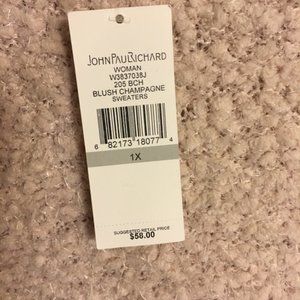 JOHNPAULRICHARD
WOMAN
W3837038J
205 BCH
BLUSH CHAMPAGNE
SWEATERS
6 82173 18077 4
1X
SUGGESTED RETAIL PRICE
$58.00